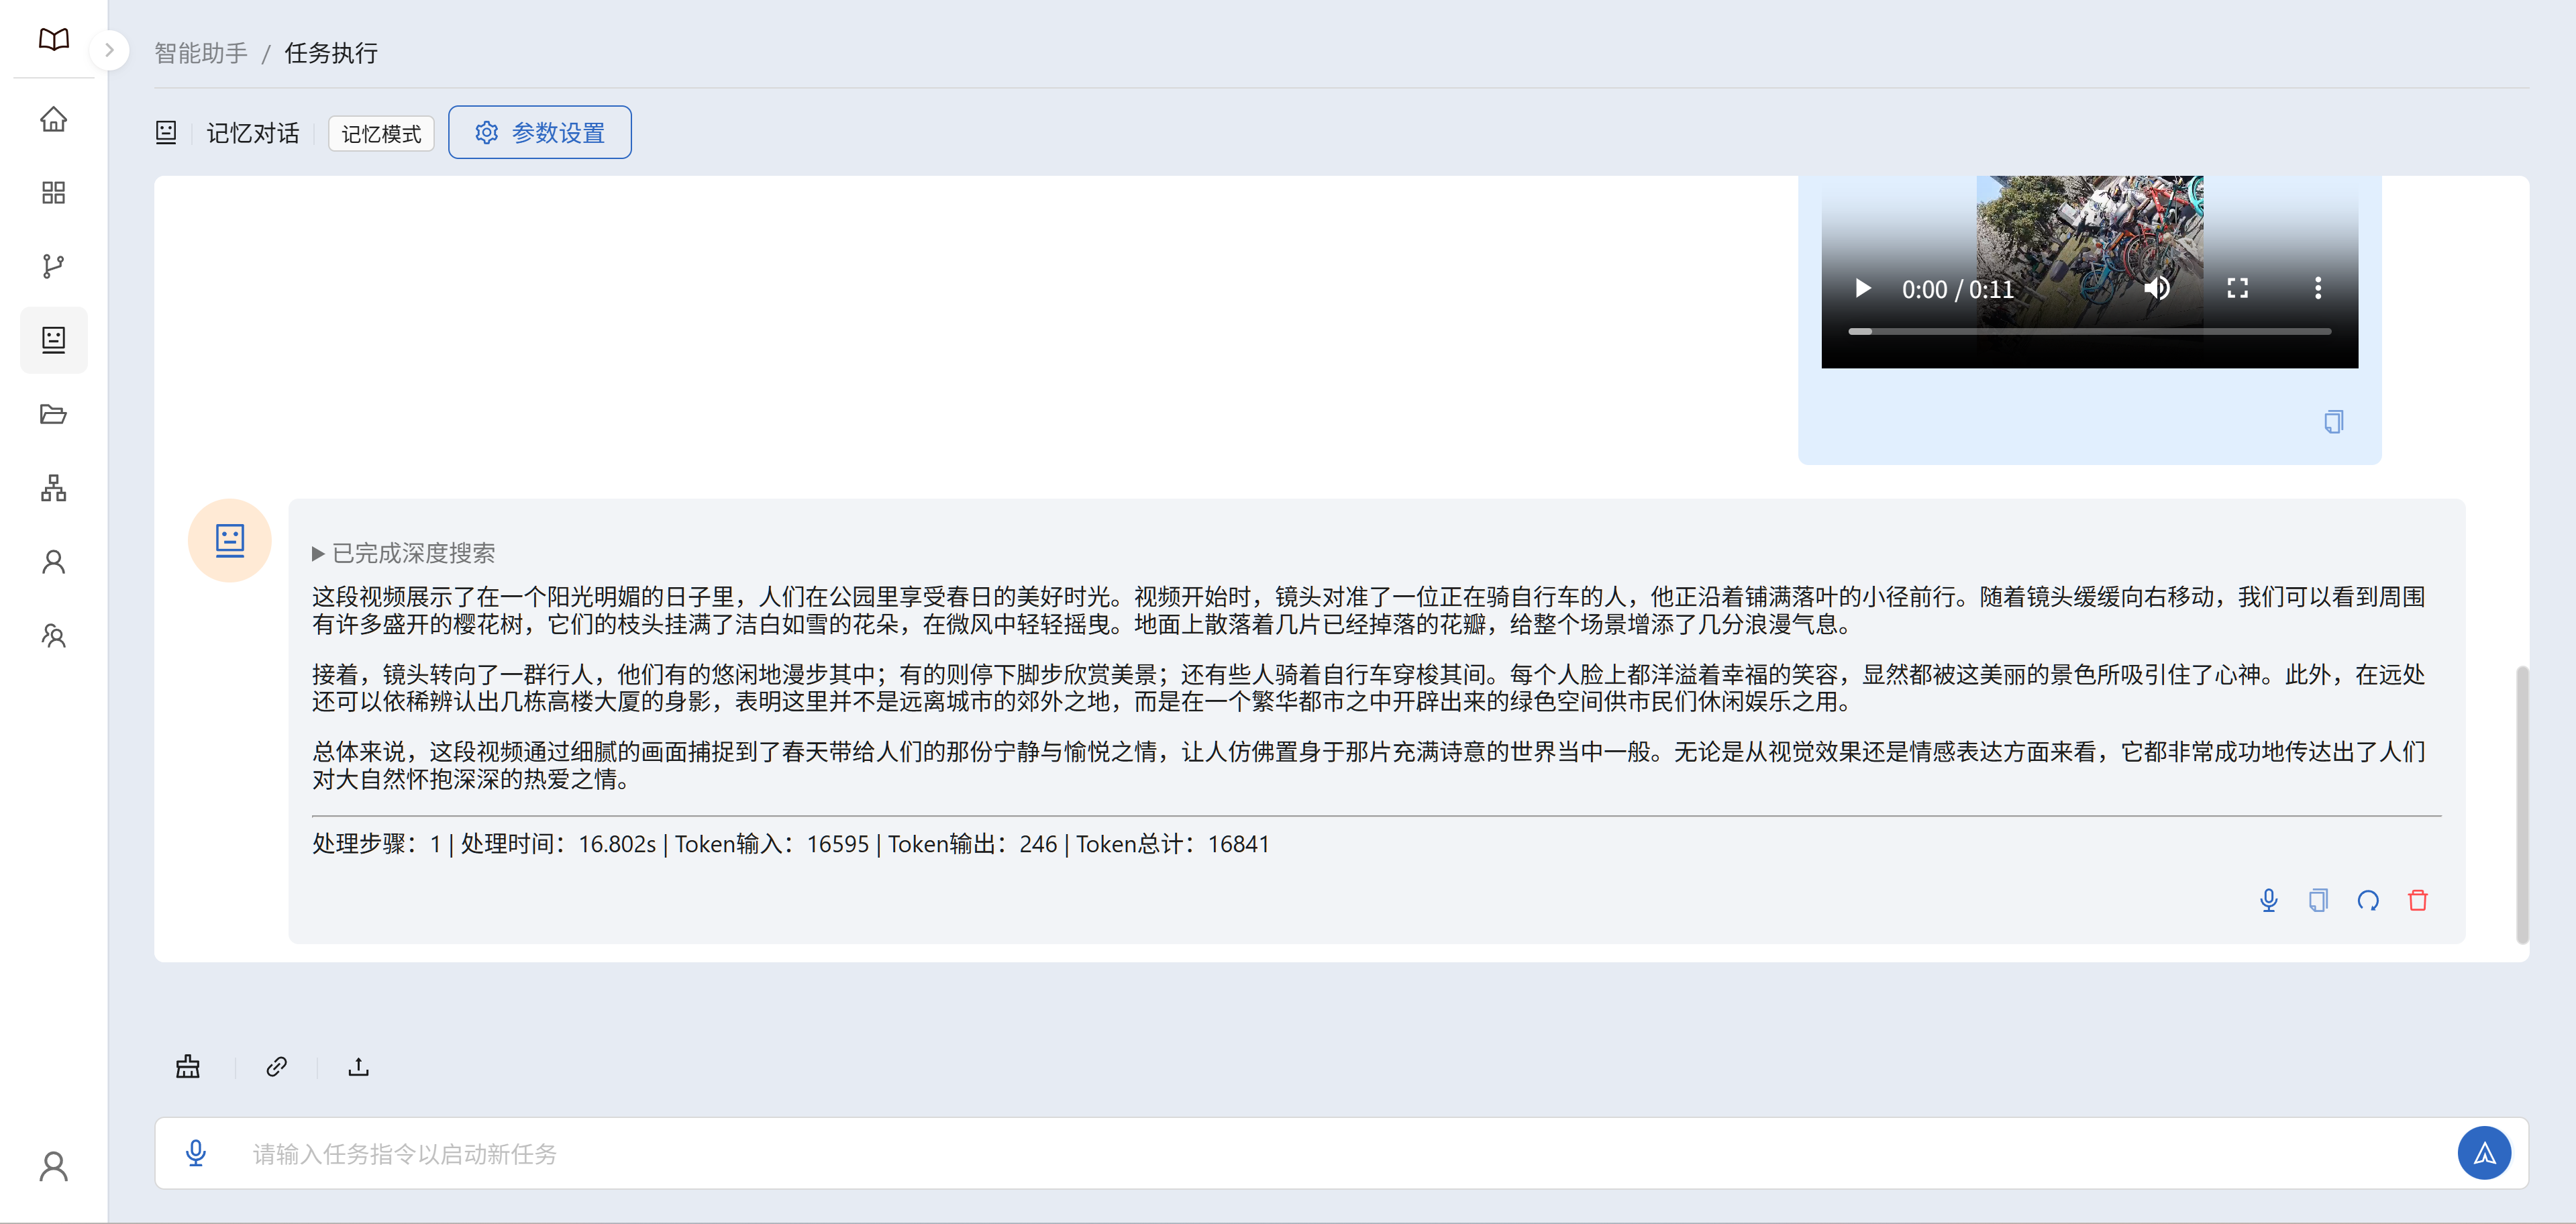 智能助手 / 任务执行
记忆对话
记忆模式
参数设置
0:00 / 0:11
已完成深度搜索
这段视频展示了在一个阳光明媚的日子里，人们在公园里享受春日的美好时光。视频开始时，镜头对准了一位正在骑自行车的人，他正沿着铺满落叶的小径前行。随着镜头缓缓向右移动，我们可以看到周围
有许多盛开的樱花树，它们的枝头挂满了洁白如雪的花朵，在微风中轻轻摇曳。地面上散落着几片已经掉落的花瓣，给整个场景增添了几分浪漫气息。
接着，镜头转向了一群行人，他们有的悠闲地漫步其中；有的则停下脚步欣赏美景；还有些人骑着自行车穿梭其间。每个人脸上都洋溢着幸福的笑容，显然都被这美丽的景色所吸引住了心神。此外，在远处
还可以依稀辨认出几栋高楼大厦的身影，表明这里并不是远离城市的郊外之地，而是在一个繁华都市之中开辟出来的绿色空间供市民们休闲娱乐之用。
总体来说，这段视频通过细腻的画面捕捉到了春天带给人们的那份宁静与愉悦之情，让人仿佛置身于那片充满诗意的世界当中一般。无论是从视觉效果还是情感表达方面来看，它都非常成功地传达出了人们
对大自然怀抱深深的热爱之情。
处理步骤：1 | 处理时间：16.802s | Token输入：16595 | Token输出：246 | Token总计：16841
请输入任务指令以启动新任务